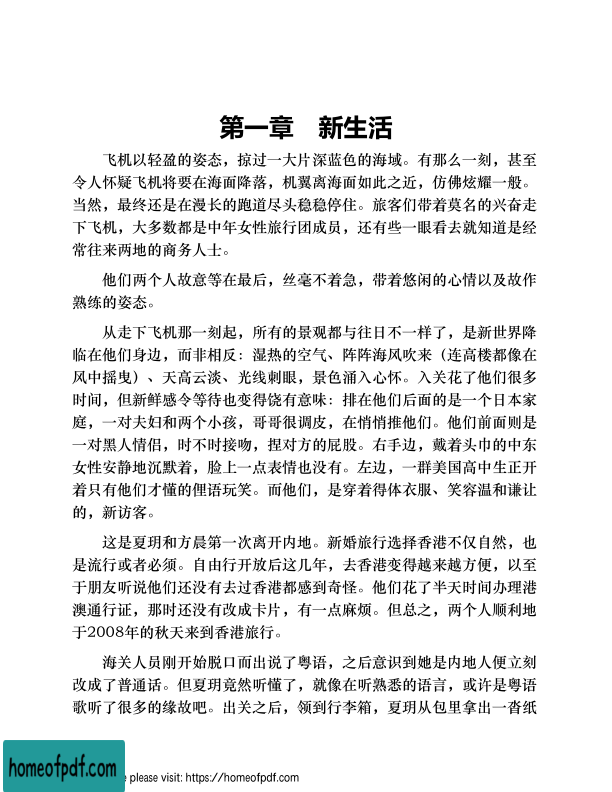 第一章　新生活
飞机以轻盈的姿态，掠过一大片深蓝色的海域。有那么一刻，甚至
令人怀疑飞机将要在海面降落，机翼离海面如此之近，仿佛炫耀一般。
当然，最终还是在漫长的跑道尽头稳稳停住。旅客们带着莫名的兴奋走
下飞机，大多数都是中年女性旅行团成员，还有些一眼看去就知道是经
常往来两地的商务人士。
他们两个人故意等在最后，丝毫不着急，带着悠闲的心情以及故作
熟练的姿态。
从走下飞机那一刻起，所有的景观都与往日不一样了，是新世界降
临在他们身边，而非相反：湿热的空气、阵阵海风吹来（连高楼都像在
风中摇曳）、天高云淡、光线刺眼，景色涌入心怀。入关花了他们很多
时间，但新鲜感令等待也变得饶有意味：排在他们后面的是一个日本家
庭，一对夫妇和两个小孩，哥哥很调皮，在悄悄推他们。他们前面则是
一对黑人情侣，时不时接吻，捏对方的屁股。右手边，戴着头巾的中东
女性安静地沉默着，脸上一点表情也没有。左边，一群美国高中生正开
着只有他们才懂的俚语玩笑。而他们，是穿着得体衣服、笑容温和谦让
的，新访客。
这是夏玥和方晨第一次离开内地。新婚旅行选择香港不仅自然，也
是流行或者必须。自由行开放后这几年，去香港变得越来越方便，以至
于朋友听说他们还没有去过香港都感到奇怪。他们花了半天时间办理港
澳通行证，那时还没有改成卡片，有一点麻烦。但总之，两个人顺利地
于2008年的秋天来到香港旅行。
海关人员刚开始脱口而出说了粤语，之后意识到她是内地人便立刻
改成了普通话。但夏玥竟然听懂了，就像在听熟悉的语言，或许是粤语
歌听了很多的缘故吧。出关之后，领到行李箱，夏玥从包里拿出一沓纸
homeofpdf.com
e please visit: https://homeofpdf.com